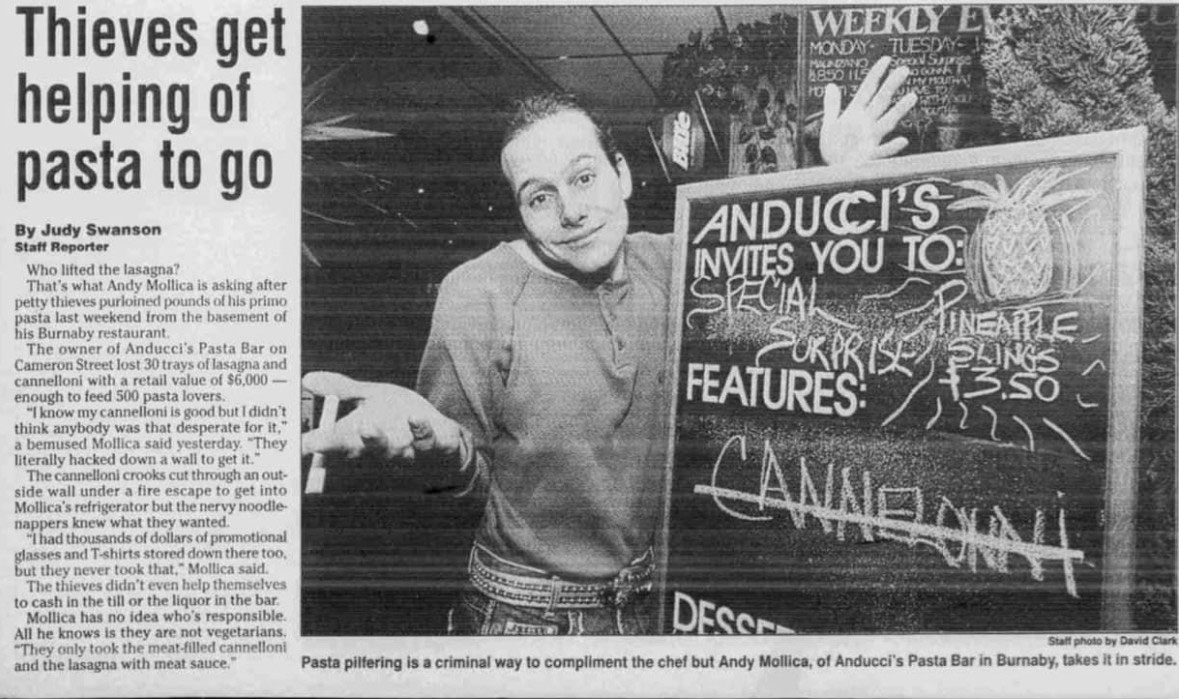 Thieves get
helping of
pasta to go
By Judy Swanson
Staff Reporter
Who lifted the lasagna?
That's what Andy Mollica is asking after
petty thieves purloined pounds of his primo
pasta last weekend from the basement of
his Burnaby restaurant.
The owner of Anducci's Pasta Bar on
Cameron Street lost 30 trays of lasagna and
cannelloni with a retail value of $6,000 —
enough to feed 500 pasta lovers.
"I know my cannelloni is good but I didn't
think anybody was that desperate for it,"
a bemused Mollica said yesterday. "They
literally hacked down a wall to get it."
The cannelloni crooks cut through an out-
side wall under a fire escape to get into
Mollica's refrigerator but the nervy noodle-
nappers knew what they wanted.
"I had thousands of dollars of promotional
glasses and T-shirts stored down there too,
but they never took that," Mollica said.
The thieves didn't even help themselves
to cash in the till or the liquor in the bar.
Mollica has no idea who's responsible.
All he knows is they are not vegetarians.
"They only took the meat-filled cannelloni
and the lasagna with meat sauce."
WEEKLY
MONDAY- TUESDAY-
Special Surprise
ANDUCCI'S
INVITES YOU TO:
SPECIAL
SURPRISE
PINEAPPLE
SLINGS
$3.50
FEATURES:
CANNELONNI
DESSE
Staff photo by David Clark
Pasta pilfering is a criminal way to compliment the chef but Andy Mollica, of Anducci's Pasta Bar in Burnaby, takes it in stride.